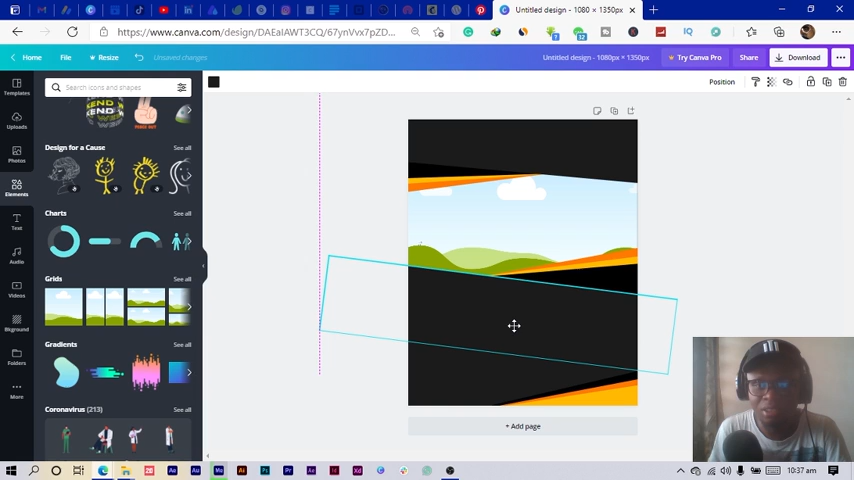 Untitled design - 1080 × 1350px
https://www.canva.com/design/DAEaIAWT3CQ/67ynVvx7pZD...
Home
File
Resize
Unsaved changes
Untitled design - 1080px × 1350px
Try Canva Pro
Share
Download
Templates
Uploads
Photos
Elements
Text
Audio
Videos
Bkground
Folders
More
Search icons and shapes
Position
Design for a Cause
See all
Charts
See all
Grids
See all
Gradients
See all
Coronavirus (213)
See all
+ Add page
10:37 am